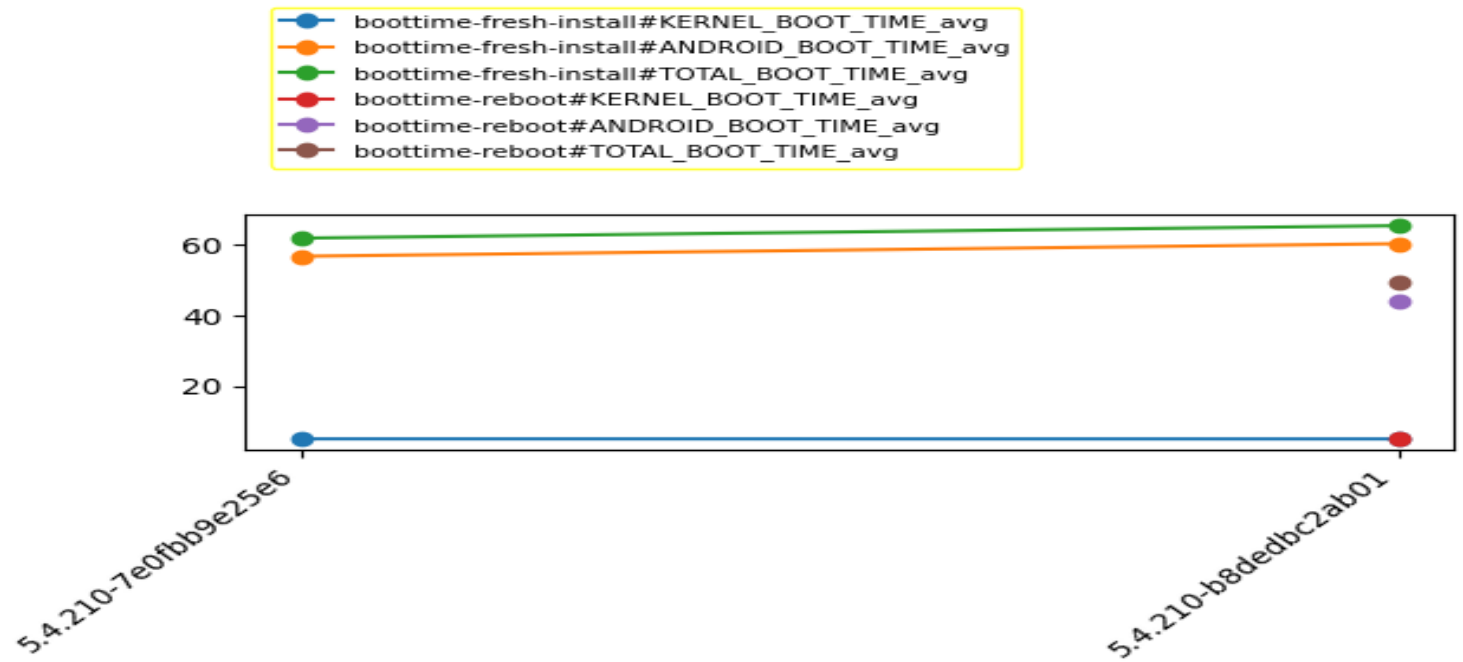 boottime-fresh-install#KERNEL_BOOT_TIME_avg
boottime-fresh-install#ANDROID_BOOT_TIME_avg
boottime-fresh-install#TOTAL_BOOT_TIME_avg
boottime-reboot#KERNEL_BOOT_TIME_avg
boottime-reboot#ANDROID_BOOT_TIME_avg
boottime-reboot#TOTAL_BOOT_TIME_avg
60
40
20
5.4.210-7e0fbb9e25e6
5.4.210-b8dedbc2ab01